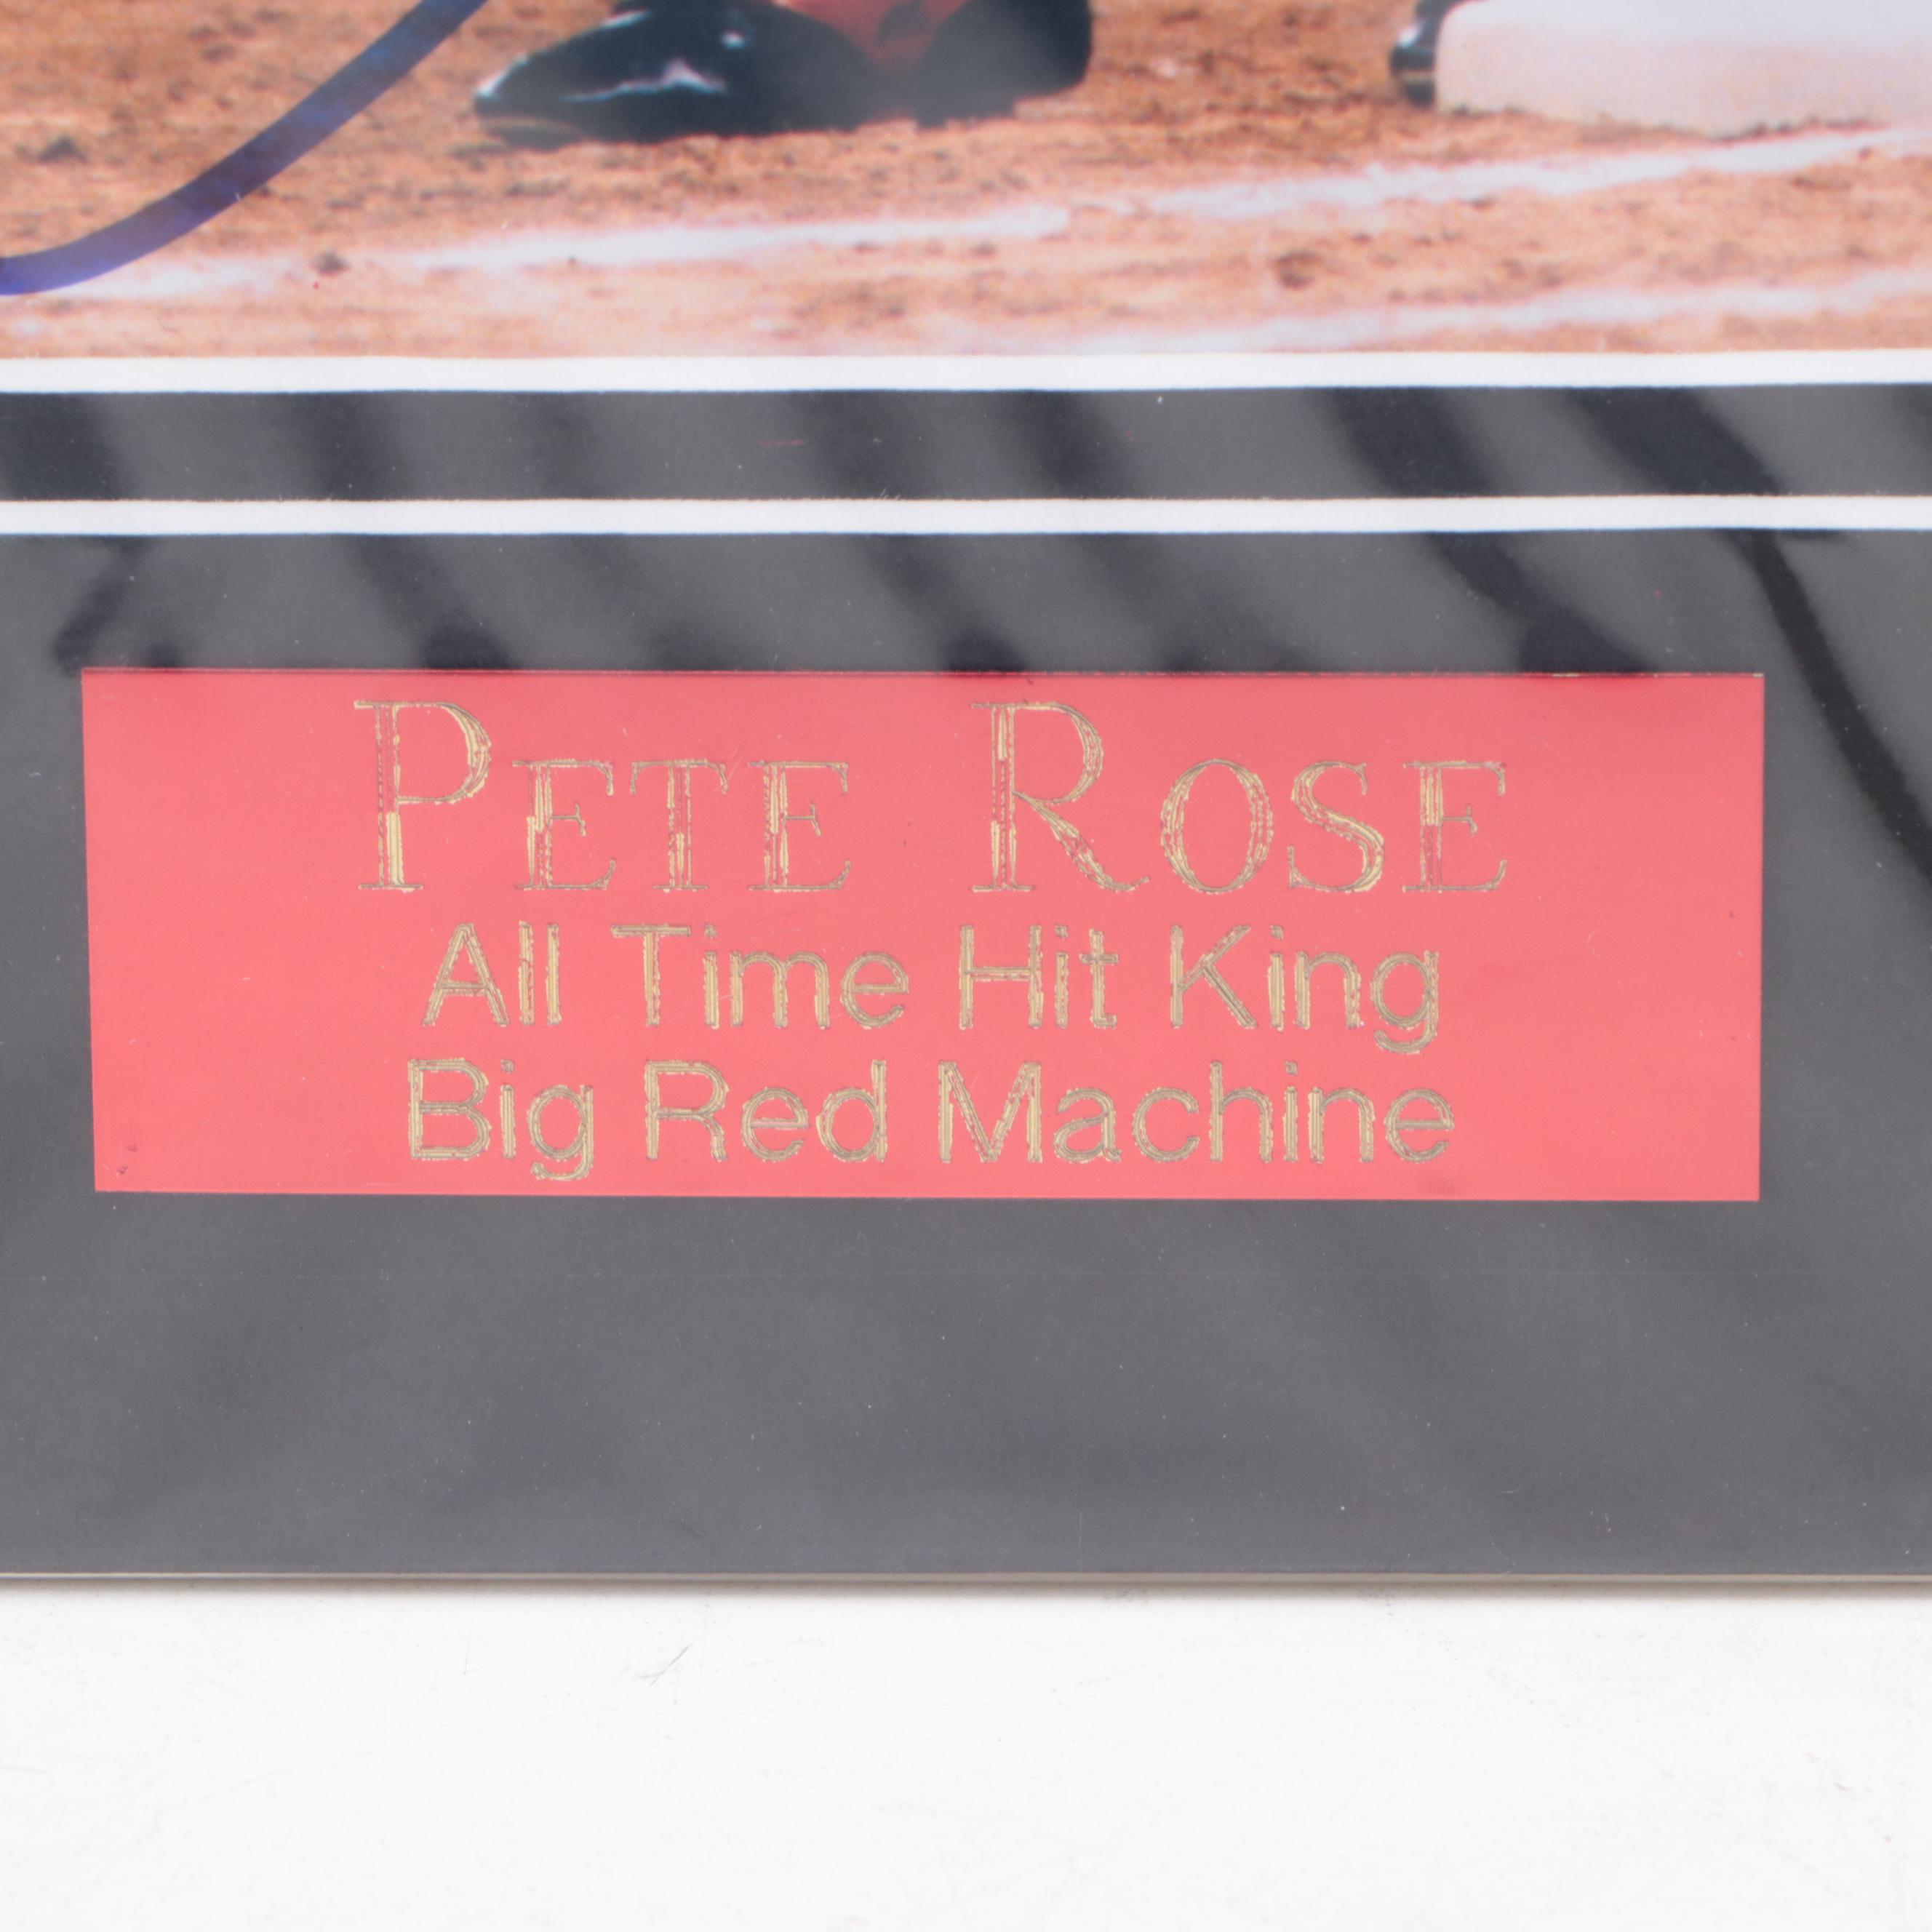 PETE ROSE
All Time Hit King
Big Red Machine